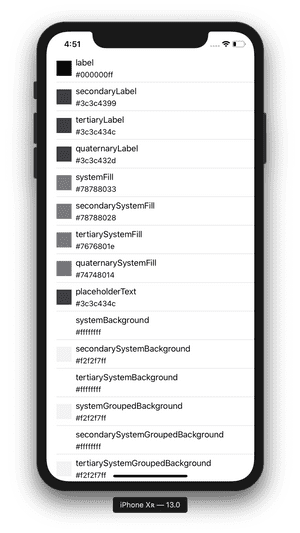 4:51
label
#000000ff
secondaryLabel
#3c3c4399
tertiaryLabel
#3c3c434c
quaternaryLabel
#3c3c432d
systemFill
#78788033
secondarySystemFill
#78788028
tertiarySystemFill
#7676801e
quaternarySystemFill
#74748014
placeholderText
#3c3c434c
systemBackground
#ffffffff
secondarySystemBackground
#f2f2f7ff
tertiarySystemBackground
#ffffffff
systemGroupedBackground
#f2f2f7ff
secondarySystemGroupedBackground
#ffffffff
tertiarySystemGroupedBackground
#f2f2f7ff
iPhone Xʀ — 13.0